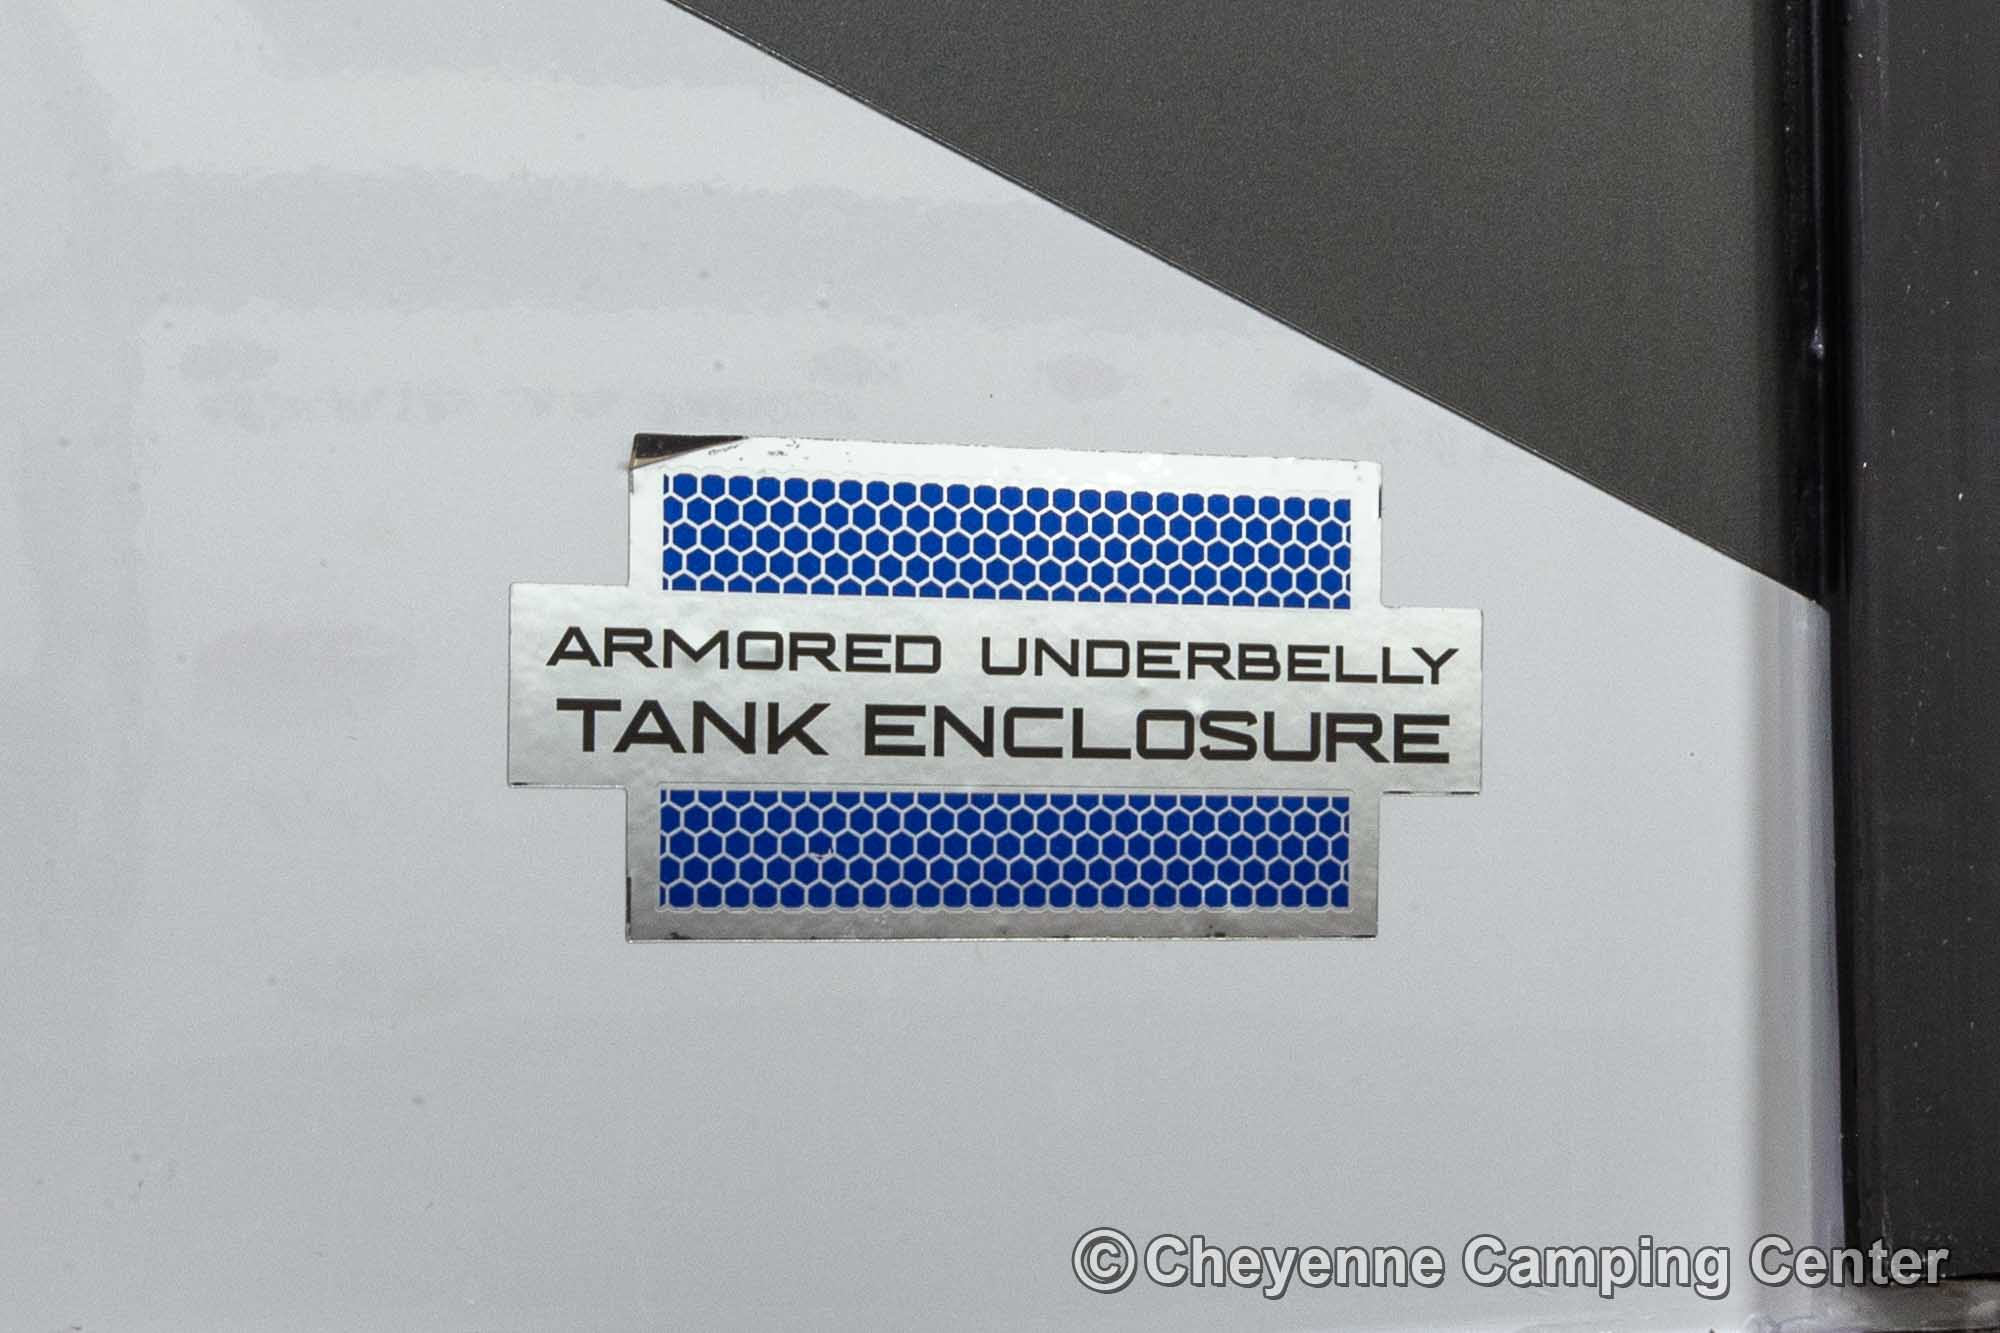 ARMORED UNDERBELLY
TANK ENCLOSURE
©Cheyenne Camping Center